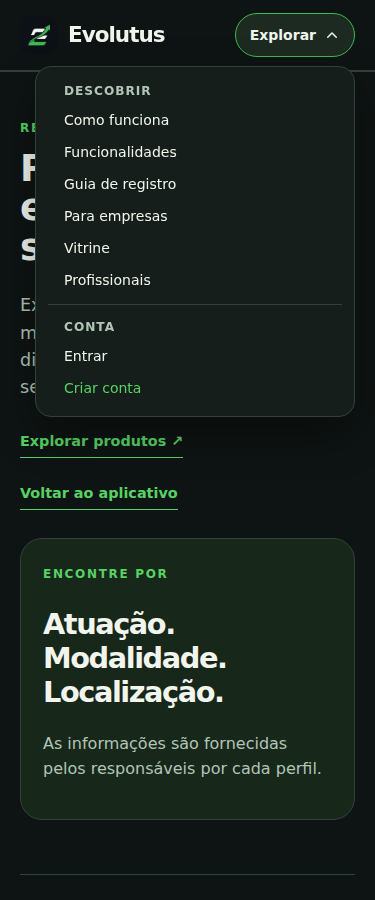 Evolutus
Explorar
DESCOBRIR
Como funciona
Funcionalidades
Guia de registro
Para empresas
Vitrine
Profissionais
CONTA
Entrar
Criar conta
Explorar produtos ↗
Voltar ao aplicativo
ENCONTRE POR
Atuação.
Modalidade.
Localização.
As informações são fornecidas
pelos responsáveis por cada perfil.